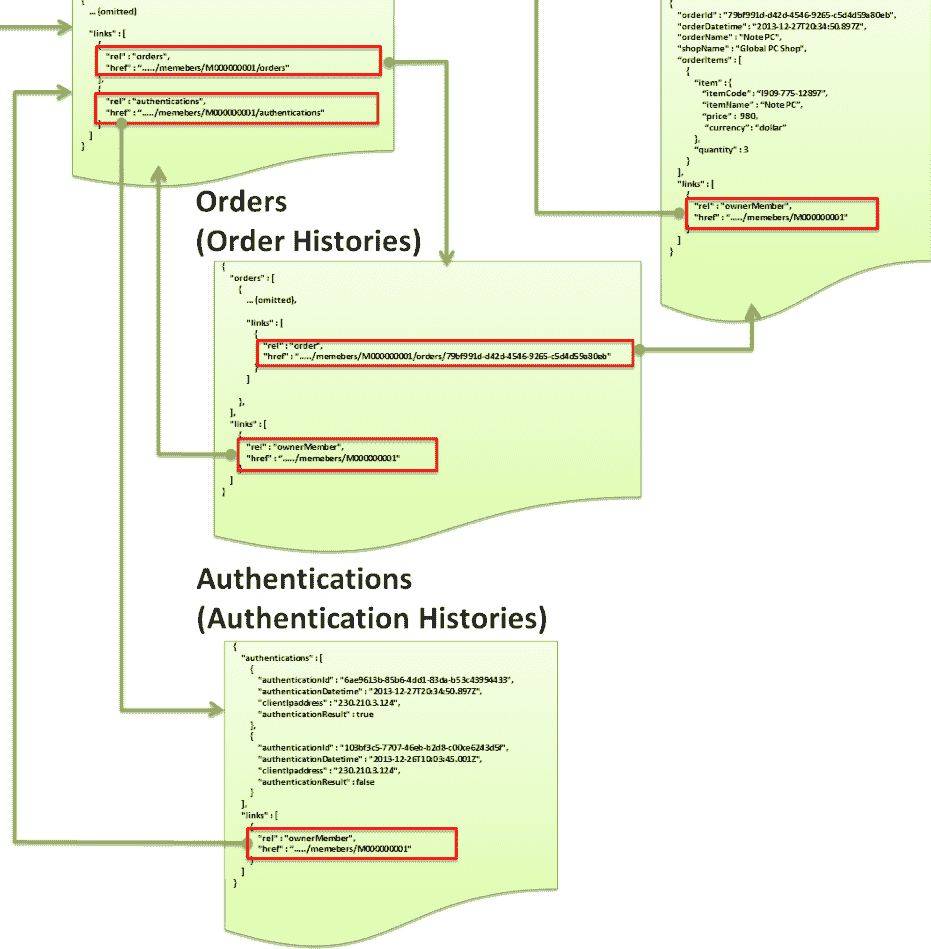 {
... (omitted)
"links" : [
{
"rel" : "orders",
"href" : "...../memebers/M000000001/orders"
},
{
"rel" : "authentications",
"href" : "...../memebers/M000000001/authentications"
}
]
}
{
"orderId" : "79bf991d-d42d-4546-9265-c5d4d59a80eb",
"orderDatetime" : "2013-12-27T20:34:50.897Z",
"orderName" : "Note PC",
"shopName" : "Global PC Shop",
"orderItems" : [
{
"item" : {
"itemCode" : "I909-775-12897",
"itemName" : "Note PC",
"price" : 980,
"currency" : "dollar"
},
"quantity" : 3
}
],
"links" : [
{
"rel" : "ownerMember",
"href" : "...../memebers/M000000001"
}
]
}
Orders
(Order Histories)
{
"orders" : [
{
... (omitted),
"links" : [
{
"rel" : "order",
"href" : "...../memebers/M000000001/orders/79bf991d-d42d-4546-9265-c5d4d59a80eb"
}
]
},
],
"links" : [
{
"rel" : "ownerMember",
"href" : "...../memebers/M000000001"
}
]
}
Authentications
(Authentication Histories)
{
"authentications" : [
{
"authenticationId" : "6ae9613b-85b6-4dd1-83da-b53c43994433",
"authenticationDatetime" : "2013-12-27T20:34:50.897Z",
"clientIpaddress" : "230.210.3.124",
"authenticationResult" : true
},
{
"authenticationId" : "103bf3c5-7707-46eb-b2d8-c00ce6243d5f",
"authenticationDatetime" : "2013-12-26T10:03:45.001Z",
"clientIpaddress" : "230.210.3.124",
"authenticationResult" : false
}
],
"links" : [
{
"rel" : "ownerMember",
"href" : "...../memebers/M000000001"
}
]
}